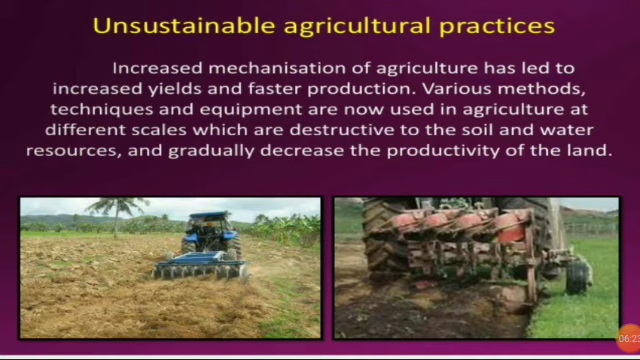 Unsustainable agricultural practices
Increased mechanisation of agriculture has led to
increased yields and faster production. Various methods,
techniques and equipment are now used in agriculture at
different scales which are destructive to the soil and water
resources, and gradually decrease the productivity of the land.